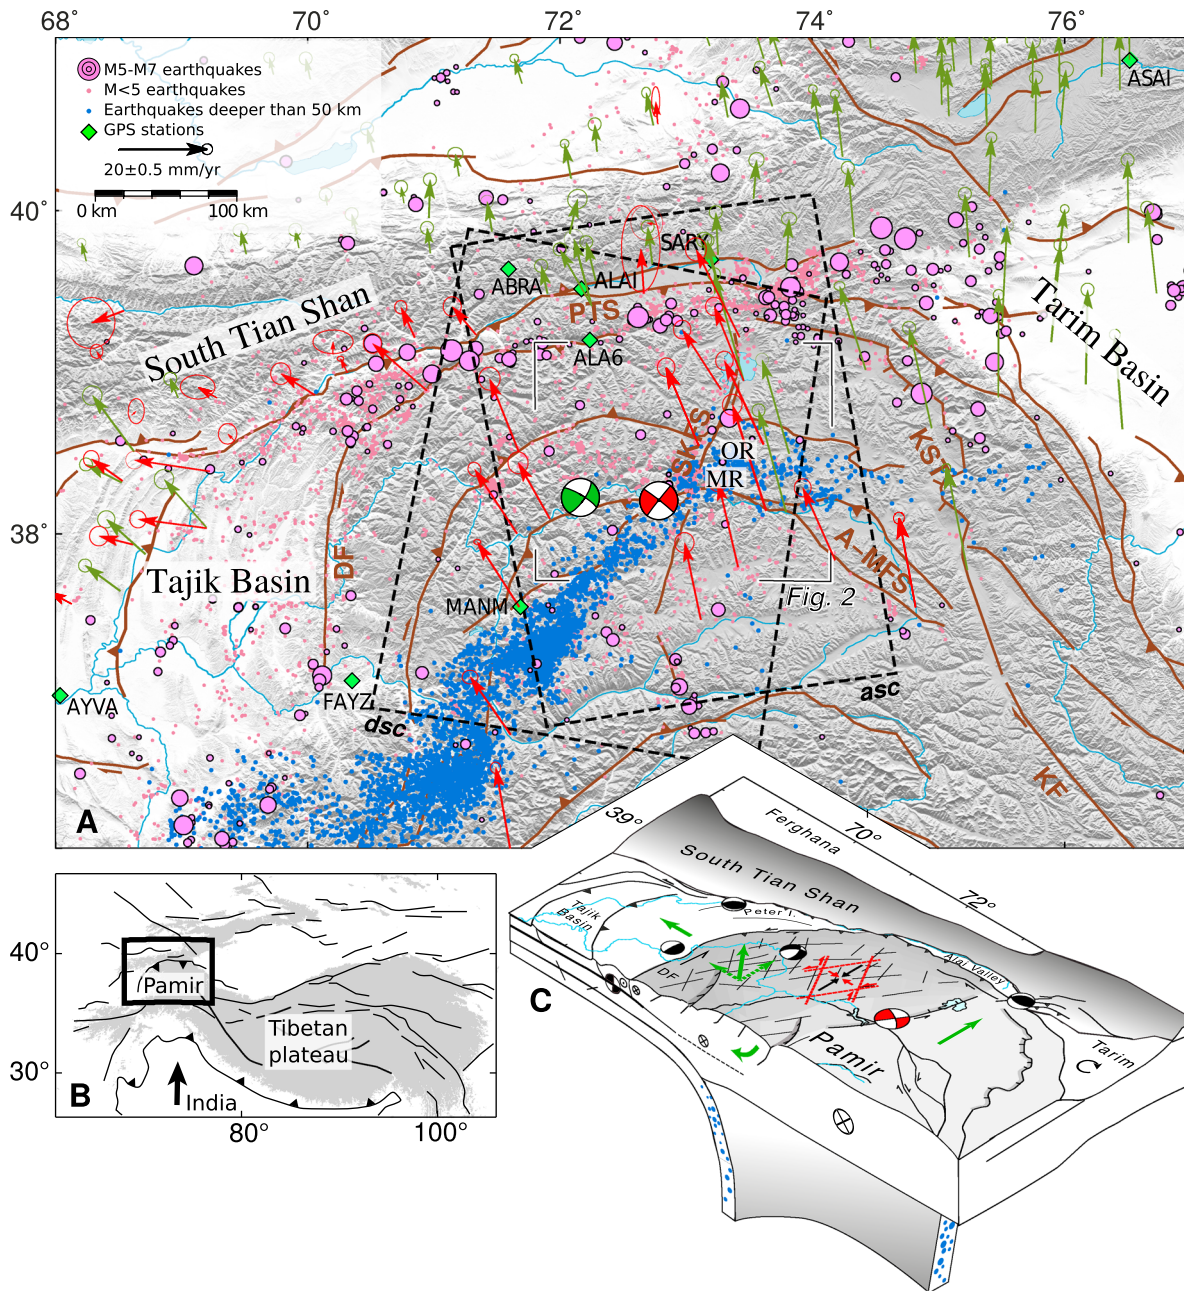 68°
70°
72°
74°
76°
M5-M7 earthquakes
M<5 earthquakes
Earthquakes deeper than 50 km
GPS stations
20±0.5 mm/yr
0 km
100 km
ASAI
40°
SARY
ABRA
ALAI
PTS
ALA6
South Tian Shan
Tarim Basin
SKFS
OR
MR
KST
38°
DF
Tajik Basin
A-MFS
MANM
Fig. 2
FAYZ
AYVA
dsc
asc
KF
A
39°
Ferghana
70°
72°
South Tian Shan
Tajik
Basin
Peter I.
Alai Valley
DF
Pamir
Tarim
C
40°
30°
Pamir
Tibetan
plateau
India
B
80°
100°